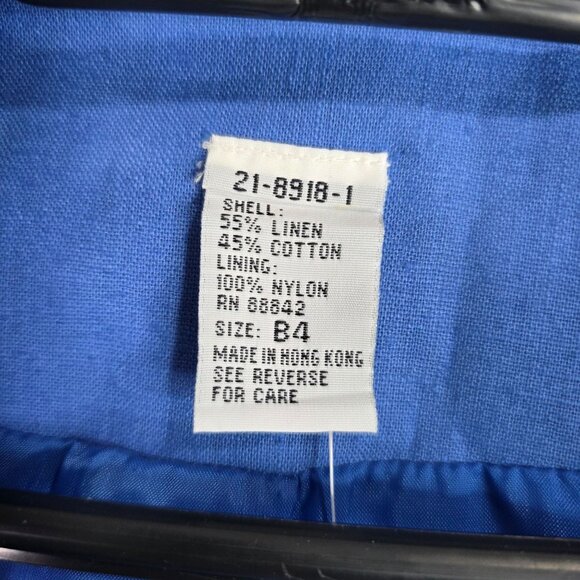 21-8918-1
SHELL:
55% LINEN
45% COTTON
LINING:
100% NYLON
RN 88842
SIZE: B4
MADE IN HONG KONG
SEE REVERSE
FOR CARE